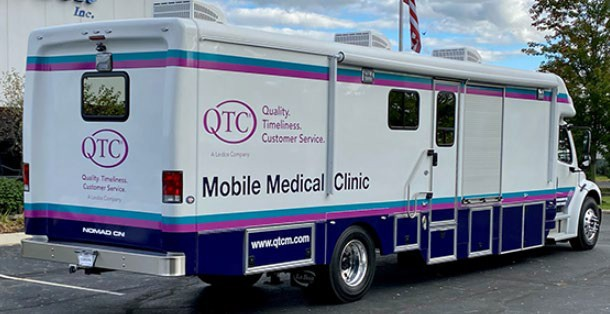 Inc.
QTC
Quality.
Timeliness.
Customer Service.
A Leidos Company
QTC
Quality.
Timeliness.
Customer Service.
A Leidos Company
Mobile Medical Clinic
NOMAD CN
www.qtcm.com